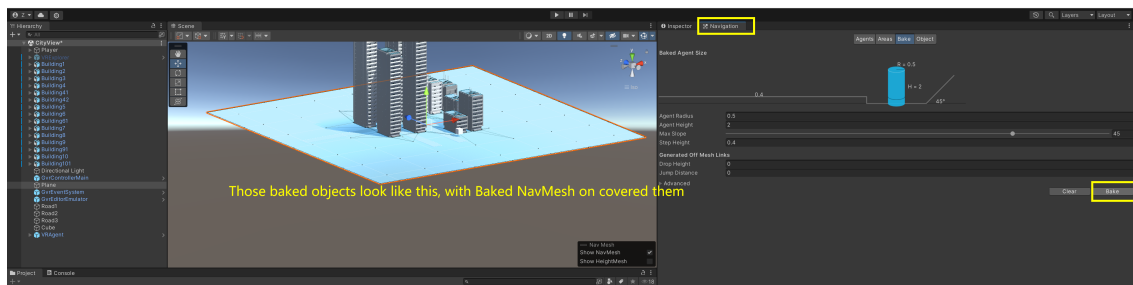 Z
Layers
Layout
Hierarchy
Scene
Inspector
Navigation
All
2D
CityView*
Player
Agents Areas Bake Object
Building1
Baked Agent Size
Building2
Building3
R = 0.5
Building4
Building41
H = 2
Building42
0.4
45°
Building5
Building6
Building61
Agent Radius 0.5
Building7
Agent Height 2
Building8
Max Slope 45
Building9
Step Height 0.4
Building91
Building10
Generated Off Mesh Links
Building101
Drop Height 0
Directional Light
Jump Distance 0
GvrControllerMain
Advanced
Plane
Those baked objects look like this, with Baked NavMesh on covered them
Clear
Bake
GvrEventSystem
GvrEditorEmulator
Road1
Road2
Road3
Cube
VRAgent
Nav Mesh
Show NavMesh
Show HeightMesh
Project
Console